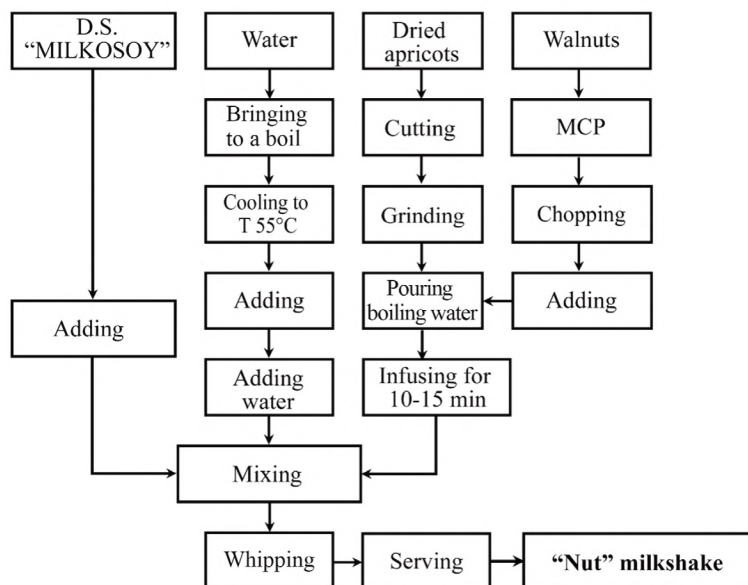 D.S.
“MILKOSOY”
Water
Dried
apricots
Walnuts
Bringing
to a boil
Cutting
MCP
Cooling to
T 55°C
Grinding
Chopping
Adding
Adding
Pouring
boiling water
Adding
Adding
water
Infusing for
10-15 min
Mixing
Whipping
Serving
“Nut” milkshake